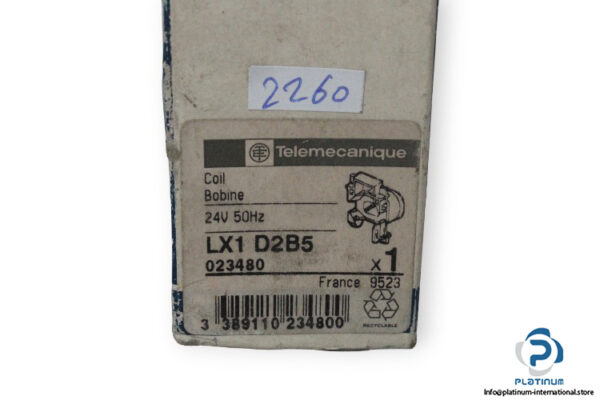 2260
Telemecanique
Coil
Bobine
24V 50Hz
LX1 D2B5
023480
x1
France 9523
3 389110 234800
RECYCLABLE
PLATINUM
Info@platinum-international.store